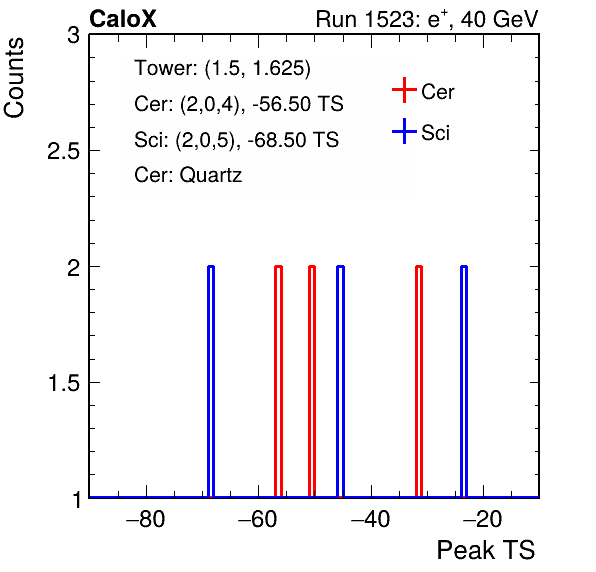 CaloX Run 1523: e+, 40 GeV
Counts
3
2.5
2
1.5
1
Tower: (1.5, 1.625)
Cer: (2,0,4), -56.50 TS
Sci: (2,0,5), -68.50 TS
Cer: Quartz
Cer
Sci
−80 −60 −40 −20
Peak TS